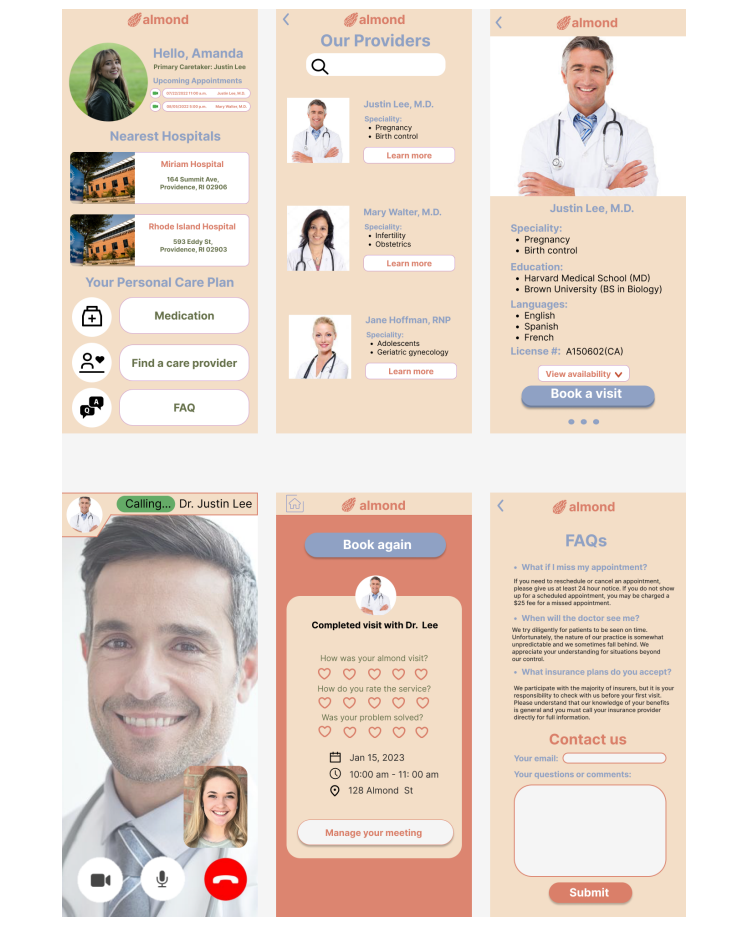 almond
Hello, Amanda
Primary Caretaker: Justin Lee
Upcoming Appointments
01/22/2022 11:00 a.m. Justin Lee, M.D.
Mary Walter, M.D.
Nearest Hospitals
Miriam Hospital
164 Summit Ave,
Providence, RI 02906
Rhode Island Hospital
593 Eddy St,
Providence, RI 02903
Your Personal Care Plan
Medication
Find a care provider
Q A
FAQ
almond
Our Providers
Justin Lee, M.D.
Speciality:
• Pregnancy
• Birth control
Learn more
Mary Walter, M.D.
Speciality:
• Infertility
• Obstetrics
Learn more
Jane Hoffman, RNP
Speciality:
• Adolescents
• Geriatric gynecology
Learn more
almond
Justin Lee, M.D.
Speciality:
• Pregnancy
• Birth control
Education:
• Harvard Medical School (MD)
• Brown University (BS in Biology)
Languages:
• English
• Spanish
• French
License #: A150602(CA)
View availability
Book a visit
Calling... Dr. Justin Lee
almond
Book again
Completed visit with Dr. Lee
How was your almond visit?
How do you rate the service?
Was your problem solved?
Jan 15, 2023
10:00 am - 11: 00 am
128 Almond St
Manage your meeting
almond
FAQs
• What if I miss my appointment?
If you need to reschedule or cancel an appointment,
please give us at least 24 hour notice. If you do not show
up for a scheduled appointment, you may be charged a
$25 fee for a missed appointment.
• When will the doctor see me?
We try diligently for patients to be seen on time.
Unfortunately, the nature of our practice is somewhat
unpredictable and we sometimes fall behind. We
appreciate your understanding for situations beyond
our control.
• What insurance plans do you accept?
We participate with the majority of insurers, but it is your
responsibility to check with us before your first visit.
Please understand that our knowledge of your benefits
is general and you must call your insurance provider
directly for full information.
Contact us
Your email:
Your questions or comments:
Submit